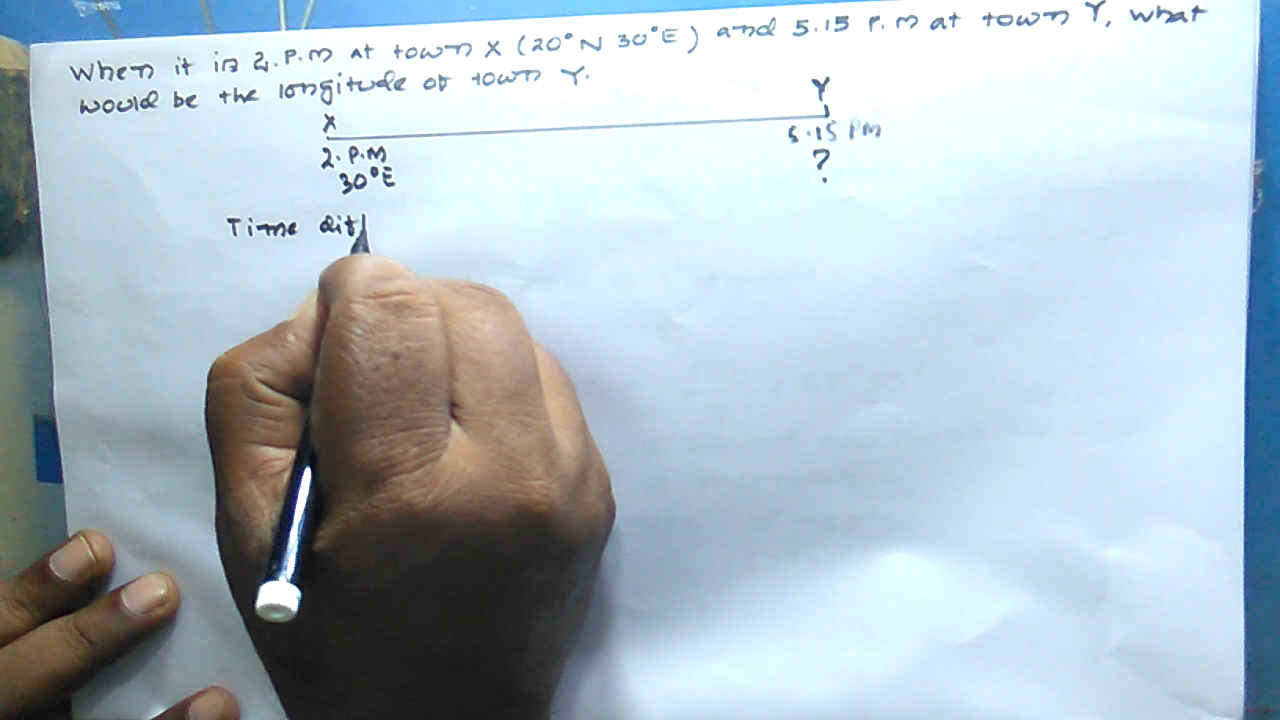 When it is 2.P.M at town X (20°N 30°E) and 5.15 P.M at town Y, what
would be the longitude of town Y.
X
Y
2.P.M
5.15 PM
30°E
?
Time dif